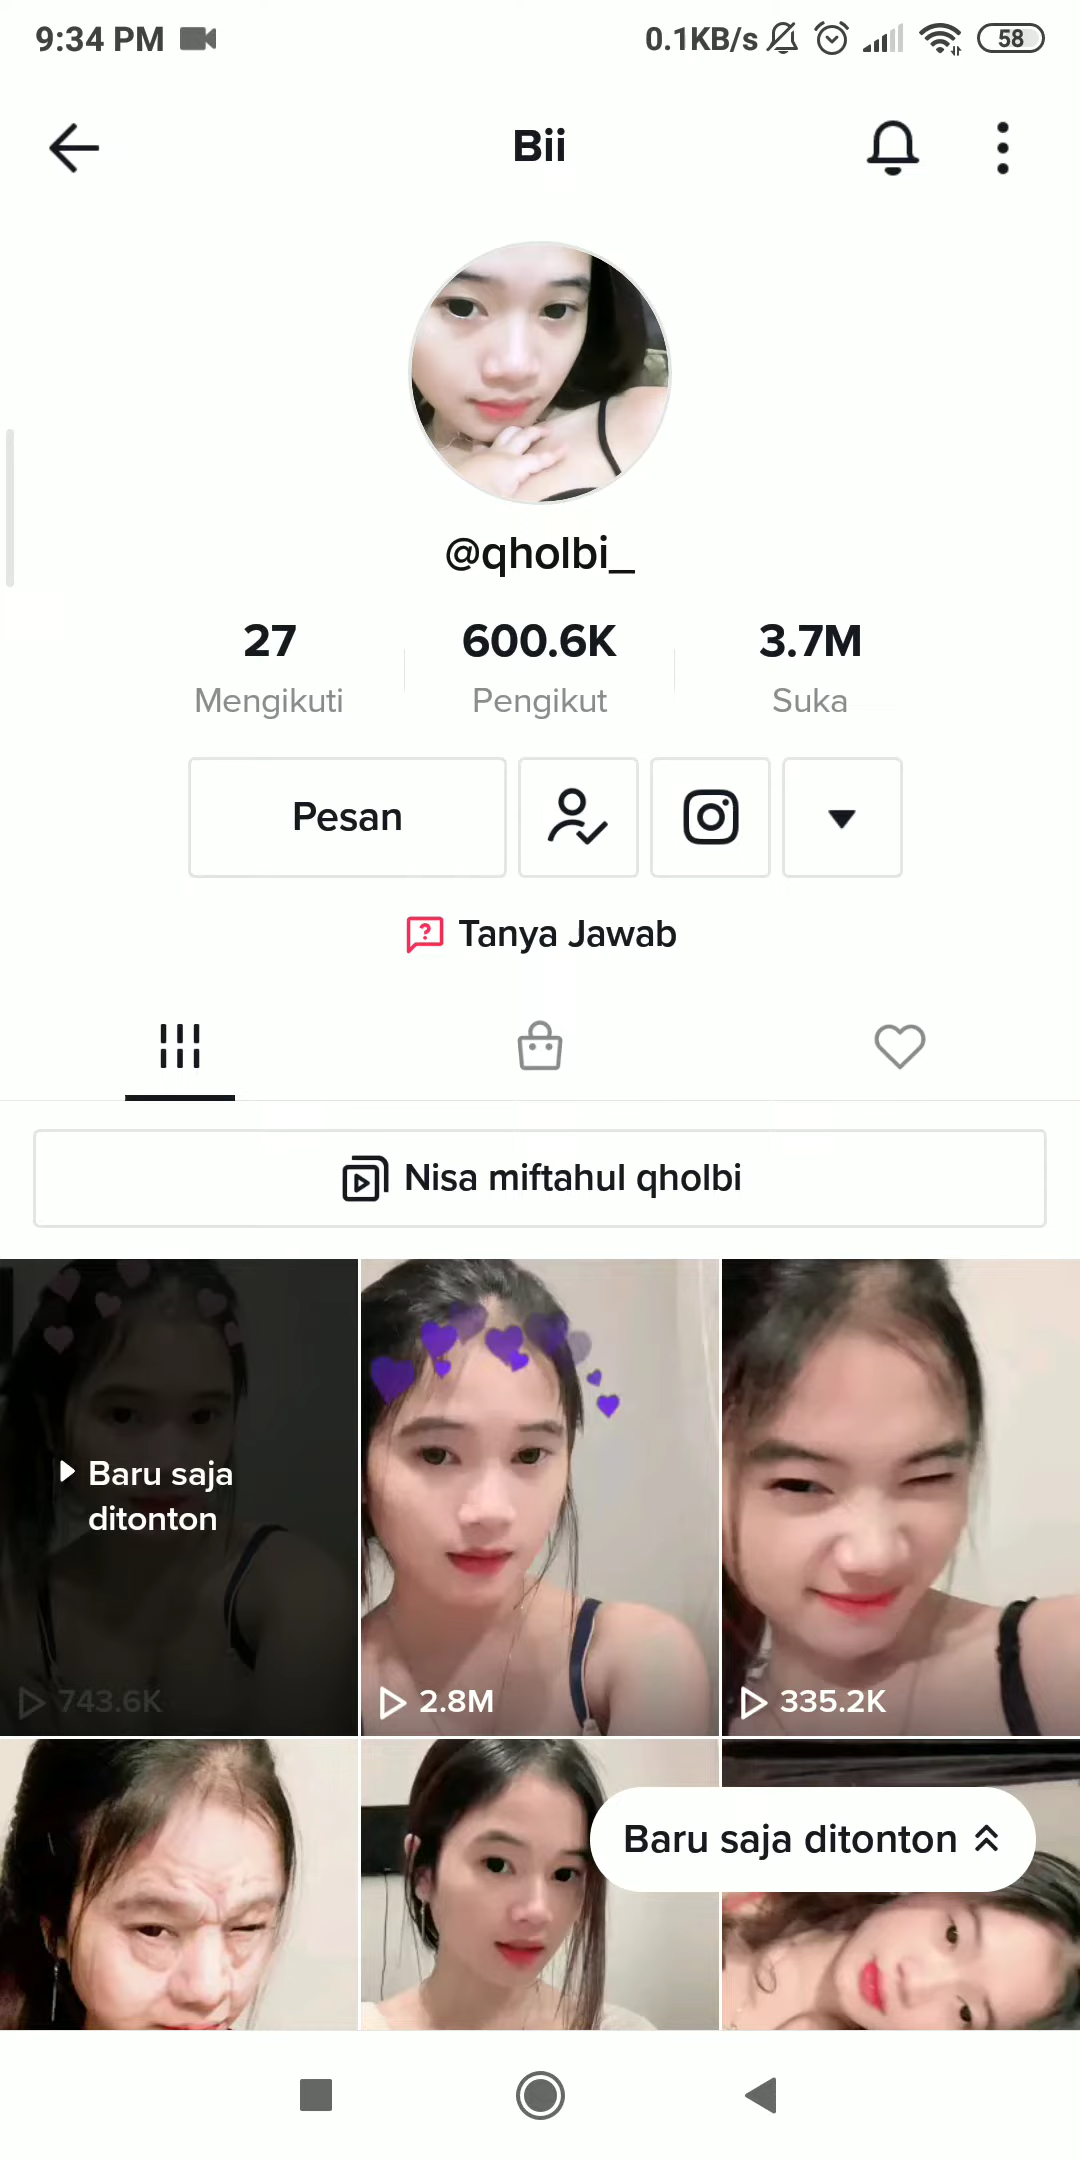 9:34 PM 0.1KB/s 58
Bii
@qholbi_
27 600.6K 3.7M
Mengikuti Pengikut Suka
Pesan
Tanya Jawab
Nisa miftahul qholbi
Baru saja
ditonton
743.6K 2.8M 335.2K
Baru saja ditonton